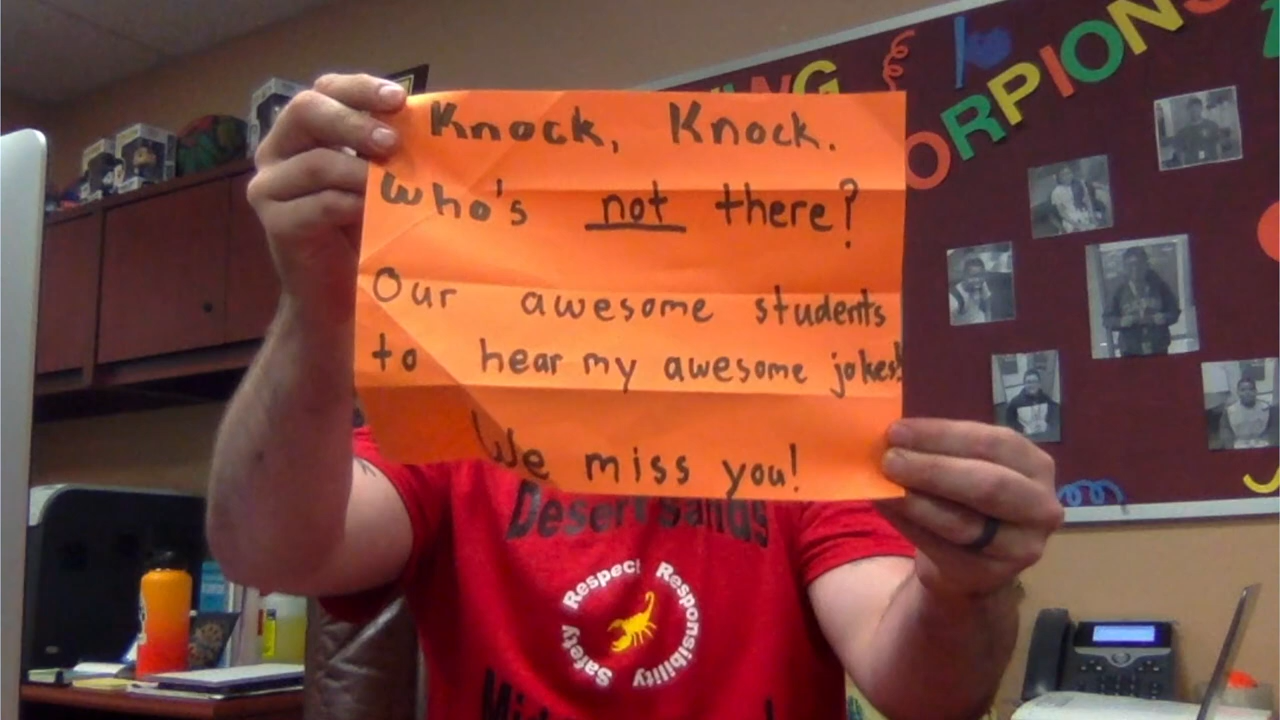 Knock, Knock.
Who's not there?
Our awesome students
to hear my awesome jokes!
We miss you!
Desert Sands
Respect Responsibility Safety